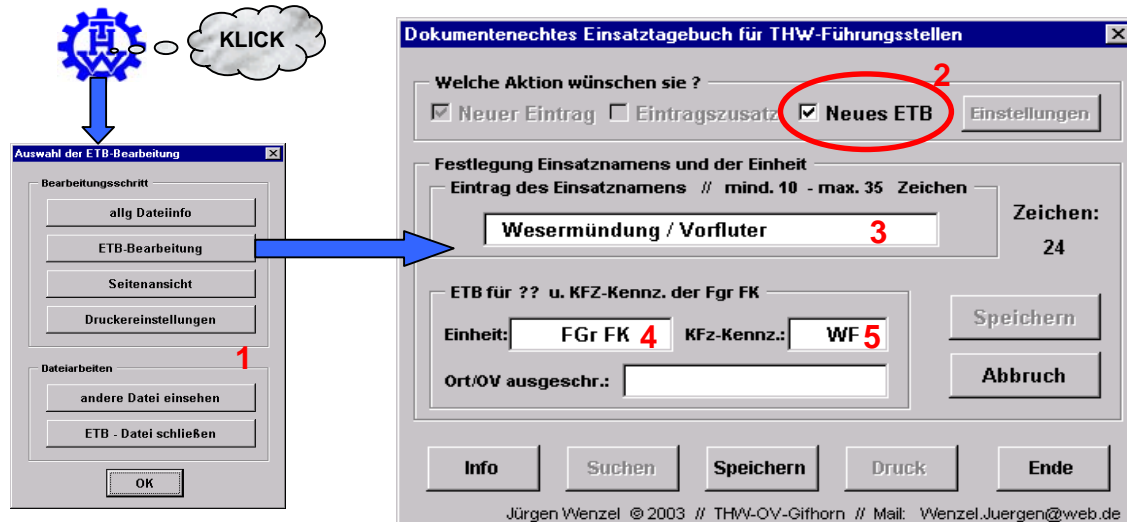 THW
KLICK
Auswahl der ETB-Bearbeitung
Bearbeitungsschritt
allg Dateiinfo
ETB-Bearbeitung
Seitenansicht
Druckereinstellungen
1
Dateiarbeiten
andere Datei einsehen
ETB - Datei schließen
OK
Dokumentenechtes Einsatztagebuch für THW-Führungsstellen
2
Welche Aktion wünschen sie ?
Neuer Eintrag Eintragszusatz Neues ETB Einstellungen
Festlegung Einsatznamens und der Einheit
Eintrag des Einsatznamens // mind. 10 - max. 35 Zeichen
Zeichen:
Wesermündung / Vorfluter 3
24
ETB für ?? u. KFZ-Kennz. der Fgr FK
Einheit: FGr FK 4 KFz-Kennz.: WF 5
Speichern
Ort/OV ausgeschr.:
Abbruch
Info Suchen Speichern Druck Ende
Jürgen Wenzel © 2003 // THW-OV-Gifhorn // Mail: Wenzel.Juergen@web.de